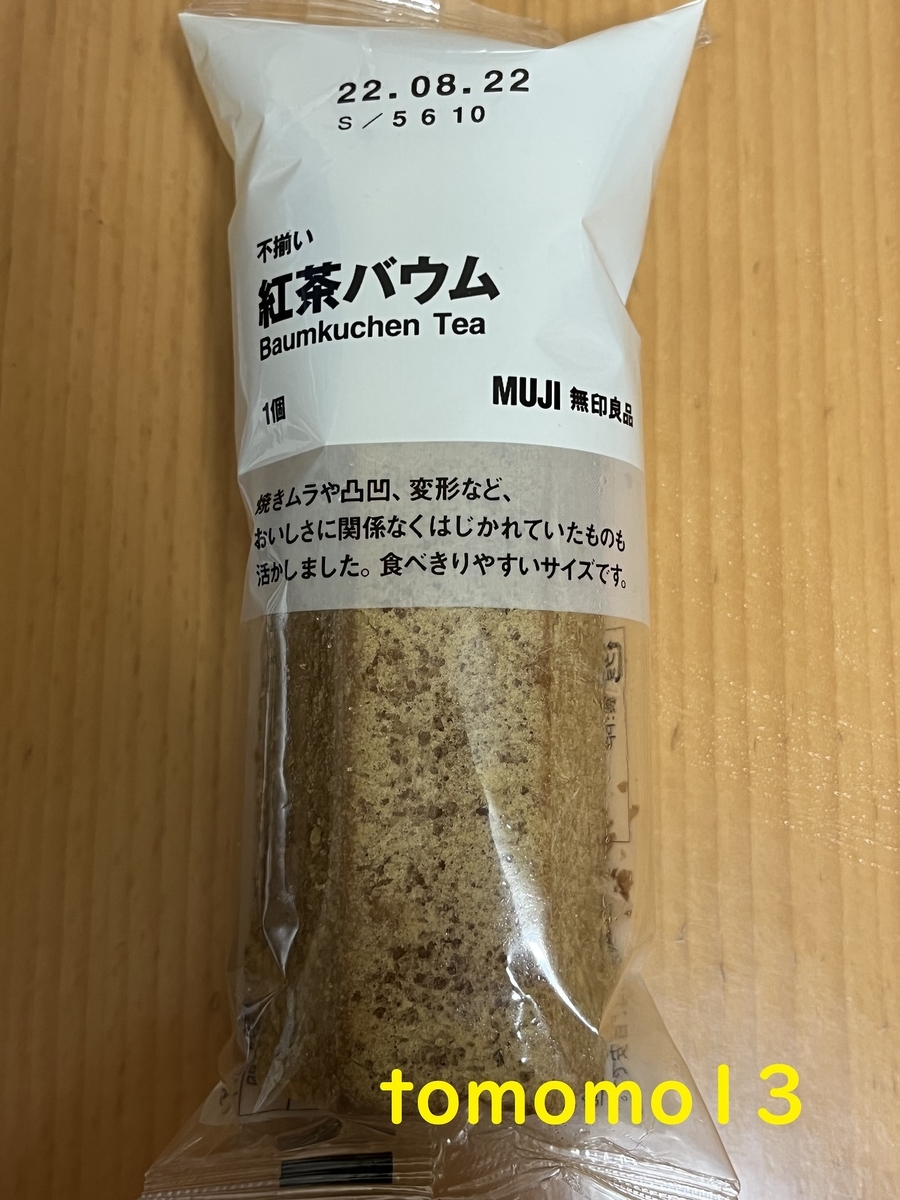 22.08.22
S／5 6 10
不揃い
紅茶バウム
Baumkuchen Tea
1個
MUJI 無印良品
焼きムラや凸凹、変形など、
おいしさに関係なくはじかれていたものも
活かしました。食べきりやすいサイズです。
tomomo13